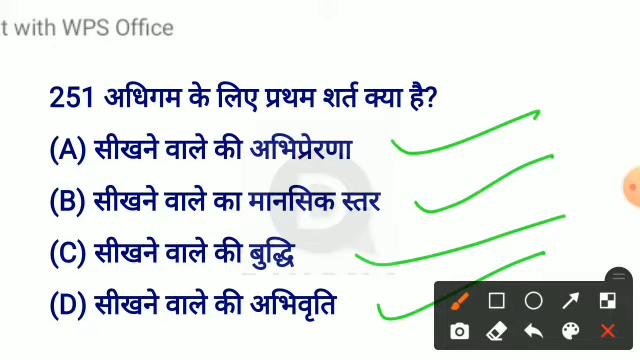 t with WPS Office
251 अधिगम के लिए प्रथम शर्त क्या है?
(A) सीखने वाले की अभिप्रेरणा
(B) सीखने वाले का मानसिक स्तर
(C) सीखने वाले की बुद्धि
(D) सीखने वाले की अभिवृति